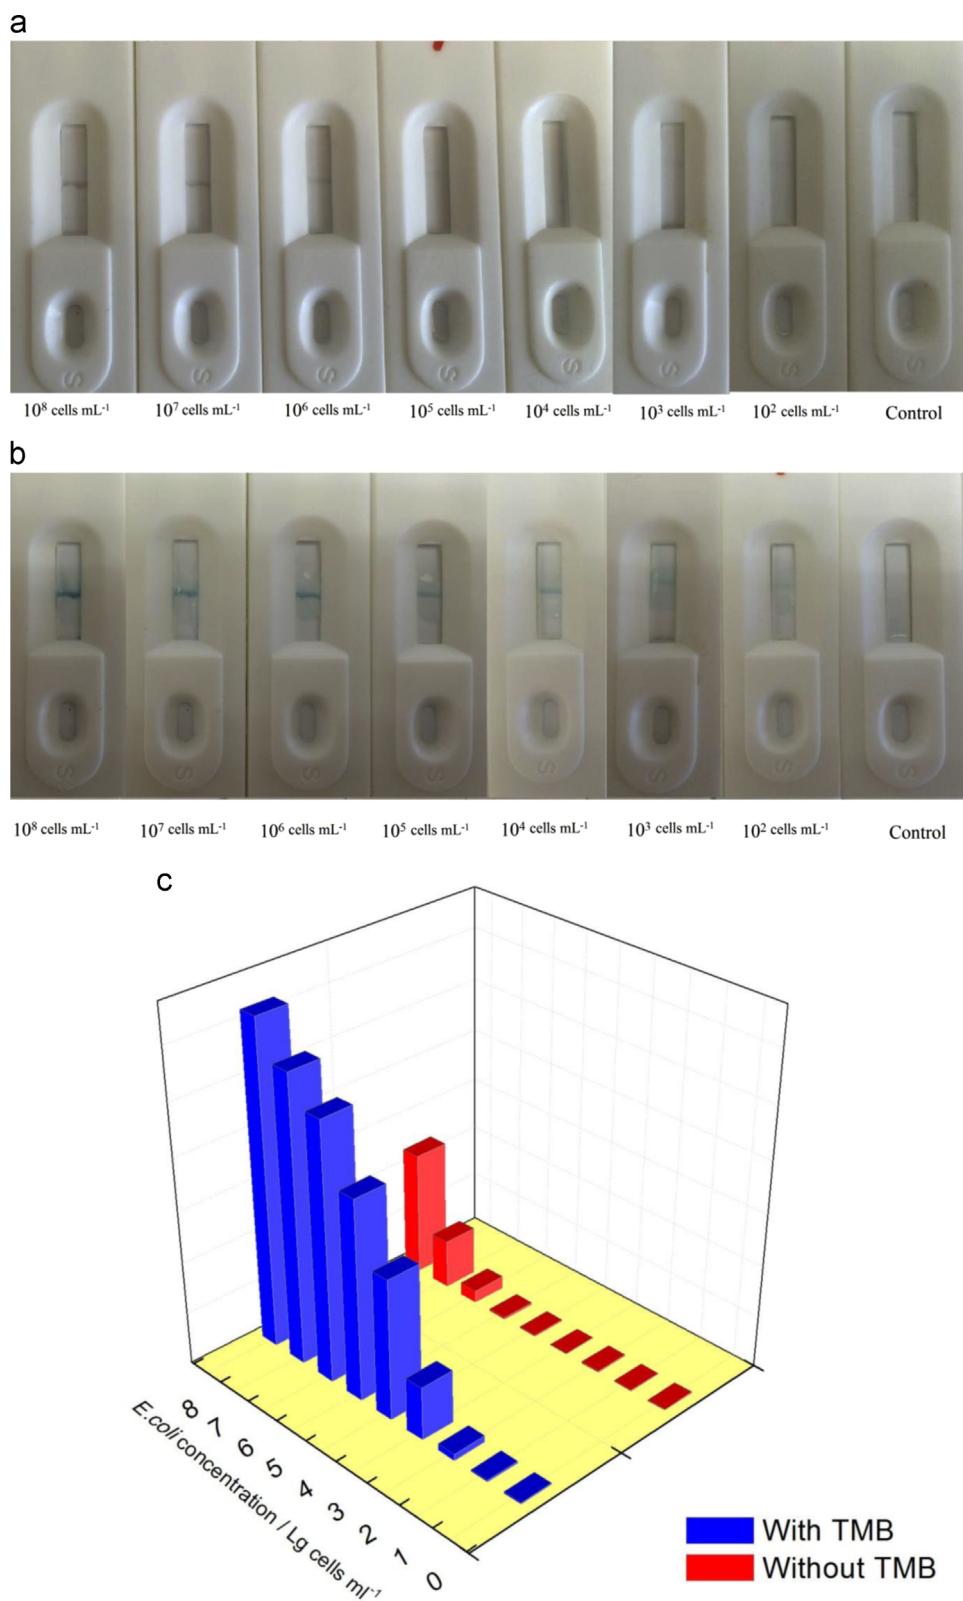 a
S S S S S S S S
10⁸ cells mL⁻¹ 10⁷ cells mL⁻¹ 10⁶ cells mL⁻¹ 10⁵ cells mL⁻¹ 10⁴ cells mL⁻¹ 10³ cells mL⁻¹ 10² cells mL⁻¹ Control
b
S S S S S S S S
10⁸ cells mL⁻¹ 10⁷ cells mL⁻¹ 10⁶ cells mL⁻¹ 10⁵ cells mL⁻¹ 10⁴ cells mL⁻¹ 10³ cells mL⁻¹ 10² cells mL⁻¹ Control
c
8 7 6 5 4 3 2 1 0
E.coli concentration / Lg cells ml⁻¹
With TMB
Without TMB